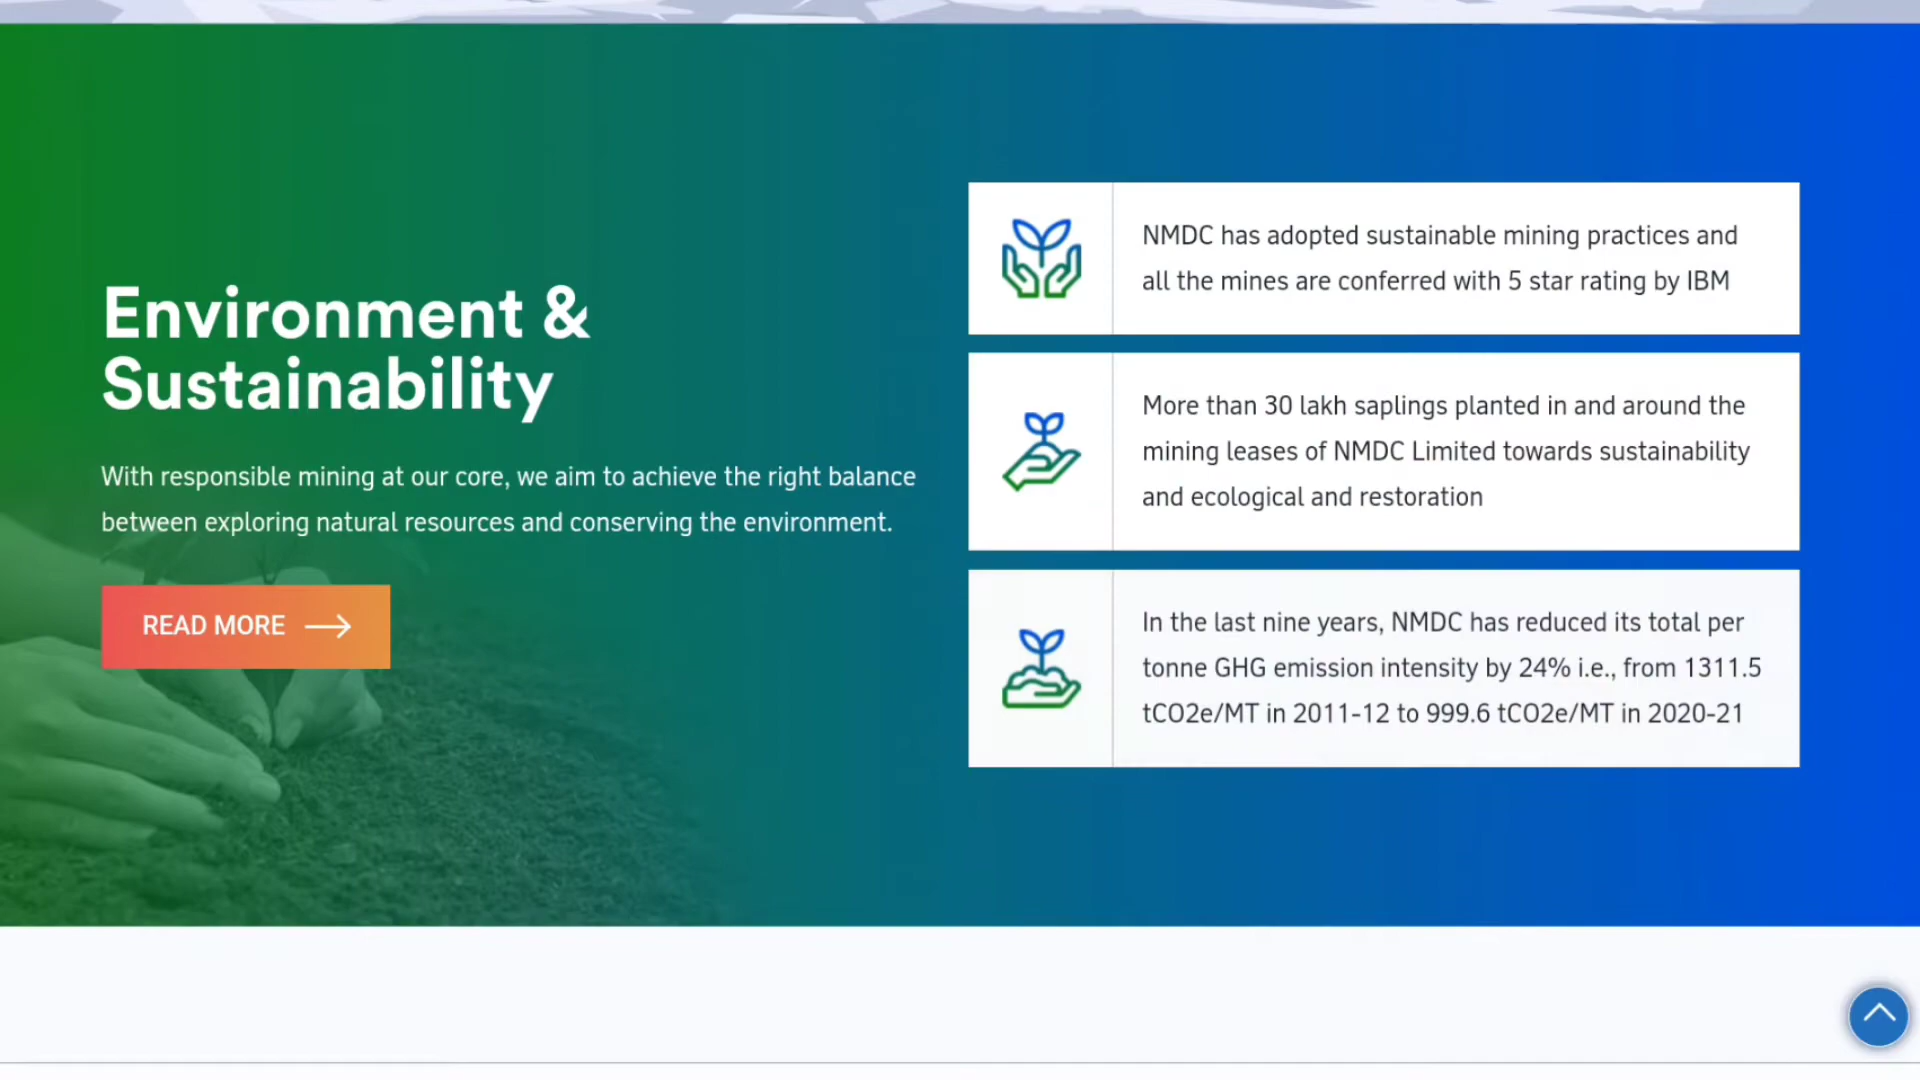 Environment &
Sustainability
With responsible mining at our core, we aim to achieve the right balance
between exploring natural resources and conserving the environment.
READ MORE
NMDC has adopted sustainable mining practices and
all the mines are conferred with 5 star rating by IBM
More than 30 lakh saplings planted in and around the
mining leases of NMDC Limited towards sustainability
and ecological and restoration
In the last nine years, NMDC has reduced its total per
tonne GHG emission intensity by 24% i.e., from 1311.5
tCO2e/MT in 2011-12 to 999.6 tCO2e/MT in 2020-21